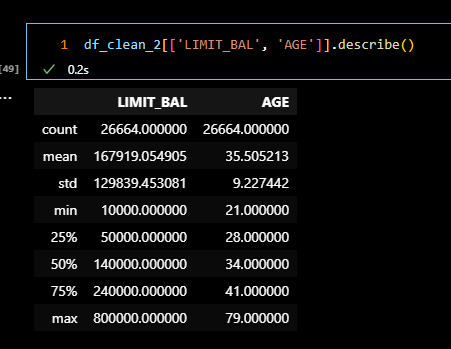 1 df_clean_2[['LIMIT_BAL', 'AGE']].describe()
[49] ✓ 0.2s
...
LIMIT_BAL AGE
count 26664.000000 26664.000000
mean 167919.054905 35.505213
std 129839.453081 9.227442
min 10000.000000 21.000000
25% 50000.000000 28.000000
50% 140000.000000 34.000000
75% 240000.000000 41.000000
max 800000.000000 79.000000